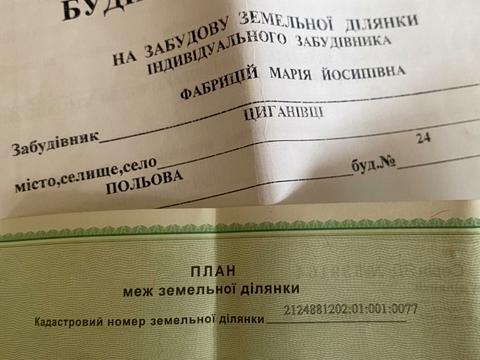 БУДІ
НА ЗАБУДОВУ ЗЕМЕЛЬНОЇ ДІЛЯНКИ
ІНДИВІДУАЛЬНОГО ЗАБУДІВНИКА
ФАБРИЦІЙ МАРІЯ ЙОСИПІВНА
Забудівник
ЦИГАНІВЦІ
місто,селище,село
буд.№ 24
ПОЛЬОВА
ПЛАН
меж земельної ділянки
Кадастровий номер земельної ділянки 2124881202:01:001:0077